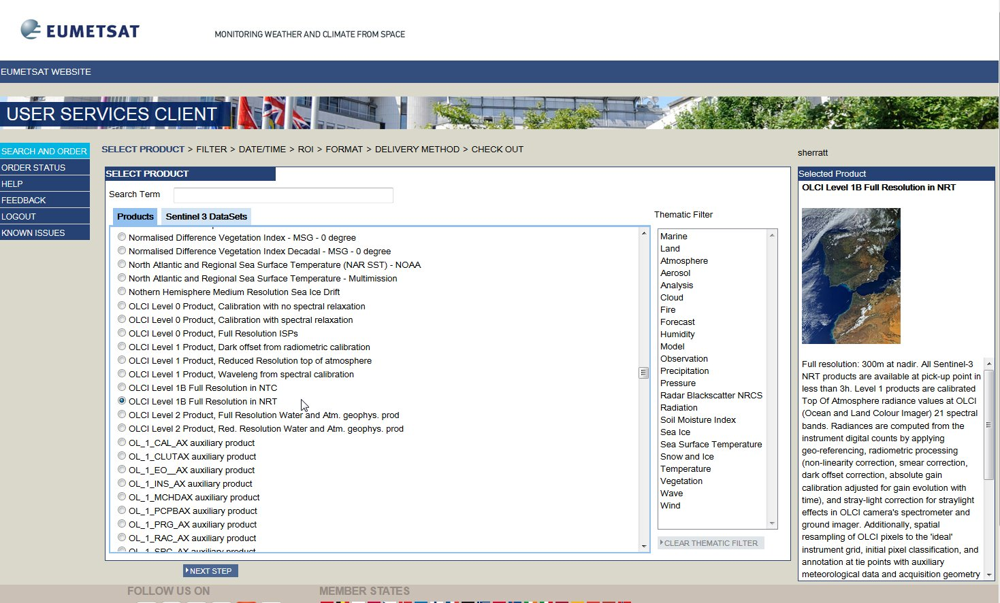 EUMETSAT
MONITORING WEATHER AND CLIMATE FROM SPACE
EUMETSAT WEBSITE
USER SERVICES CLIENT
SEARCH AND ORDER
ORDER STATUS
HELP
FEEDBACK
LOGOUT
KNOWN ISSUES
SELECT PRODUCT > FILTER > DATE/TIME > ROI > FORMAT > DELIVERY METHOD > CHECK OUT
SELECT PRODUCT
Search Term
Products
Sentinel 3 DataSets
Normalised Difference Vegetation Index - MSG - 0 degree
Normalised Difference Vegetation Index Decadal - MSG - 0 degree
North Atlantic and Regional Sea Surface Temperature (NAR SST) - NOAA
North Atlantic and Regional Sea Surface Temperature - Multimission
Nothern Hemisphere Medium Resolution Sea Ice Drift
OLCI Level 0 Product, Calibration with no spectral relaxation
OLCI Level 0 Product, Calibration with spectral relaxation
OLCI Level 0 Product, Full Resolution ISPs
OLCI Level 1 Product, Dark offset from radiometric calibration
OLCI Level 1 Product, Reduced Resolution top of atmosphere
OLCI Level 1 Product, Waveleng from spectral calibration
OLCI Level 1B Full Resolution in NTC
OLCI Level 1B Full Resolution in NRT
OLCI Level 2 Product, Full Resolution Water and Atm. geophys. prod
OLCI Level 2 Product, Red. Resolution Water and Atm. geophys. prod
OL_1_CAL_AX auxiliary product
OL_1_CLUTAX auxiliary product
OL_1_EO__AX auxiliary product
OL_1_INS_AX auxiliary product
OL_1_MCHDAX auxiliary product
OL_1_PCPBAX auxiliary product
OL_1_PRG_AX auxiliary product
OL_1_RAC_AX auxiliary product
OL_1_SPC_AX auxiliary product
NEXT STEP
Thematic Filter
Marine
Land
Atmosphere
Aerosol
Analysis
Cloud
Fire
Forecast
Humidity
Model
Observation
Precipitation
Pressure
Radar Blackscatter NRCS
Radiation
Soil Moisture Index
Sea Ice
Sea Surface Temperature
Snow and Ice
Temperature
Vegetation
Wave
Wind
CLEAR THEMATIC FILTER
sherratt
Selected Product
OLCI Level 1B Full Resolution in NRT
Full resolution: 300m at nadir. All Sentinel-3
NRT products are available at pick-up point in
less than 3h. Level 1 products are calibrated
Top Of Atmosphere radiance values at OLCI
(Ocean and Land Colour Imager) 21 spectral
bands. Radiances are computed from the
instrument digital counts by applying
geo-referencing, radiometric processing
(non-linearity correction, smear correction,
dark offset correction, absolute gain
calibration adjusted for gain evolution with
time), and stray-light correction for straylight
effects in OLCI camera's spectrometer and
ground imager. Additionally, spatial
resampling of OLCI pixels to the 'ideal'
instrument grid, initial pixel classification, and
annotation at tie points with auxiliary
meteorological data and acquisition geometry
FOLLOW US ON
MEMBER STATES